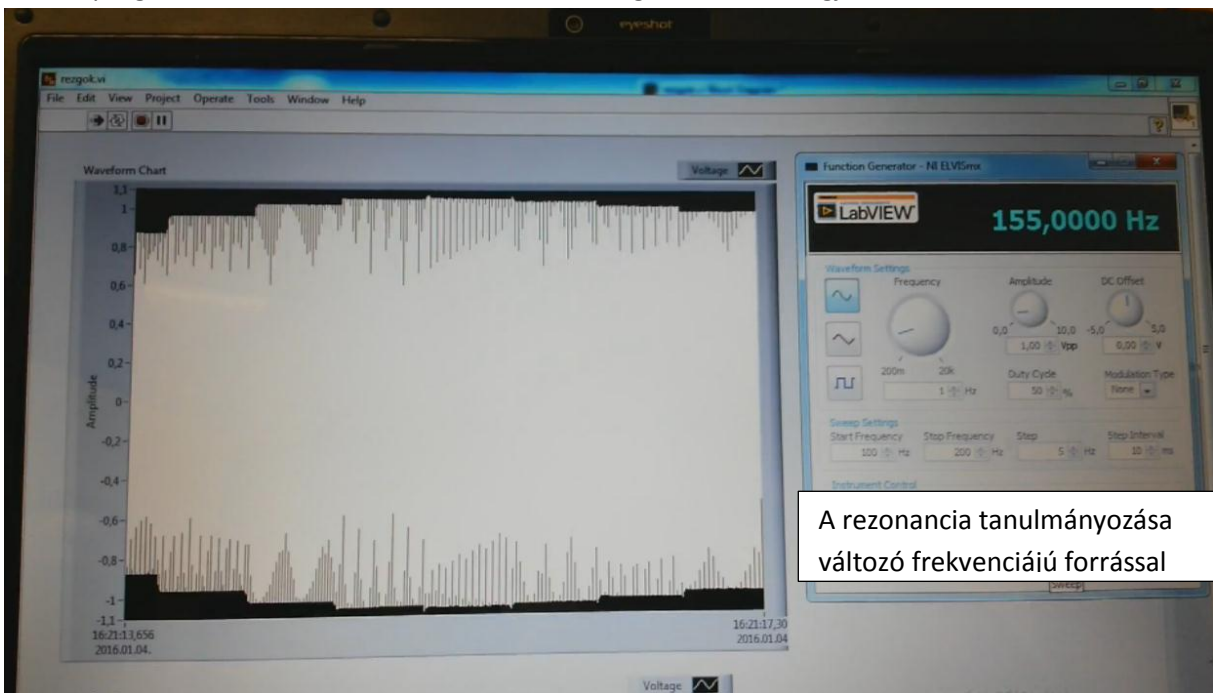 eyeshot
rezgok.vi
File Edit View Project Operate Tools Window Help
Waveform Chart
Voltage
1,1
1
0,8
0,6
0,4
0,2
0
-0,2
-0,4
-0,6
-0,8
-1
-1,1
Amplitude
16:21:13,656
2016.01.04.
16:21:17,30
2016.01.04
Voltage
Function Generator - NI ELVISmx
LabVIEW
155,0000 Hz
Waveform Settings
Frequency
Amplitude
DC Offset
0,0 10,0
-5,0 5,0
1,00 Vpp
0,00 V
200m 20k
Duty Cycle
Modulation Type
1 Hz
50 %
None
Sweep Settings
Start Frequency Stop Frequency Step Step Interval
100 Hz 200 Hz 5 Hz 10 ms
Instrument Control
A rezonancia tanulmányozása
változó frekvenciáiú forrással
Sweep